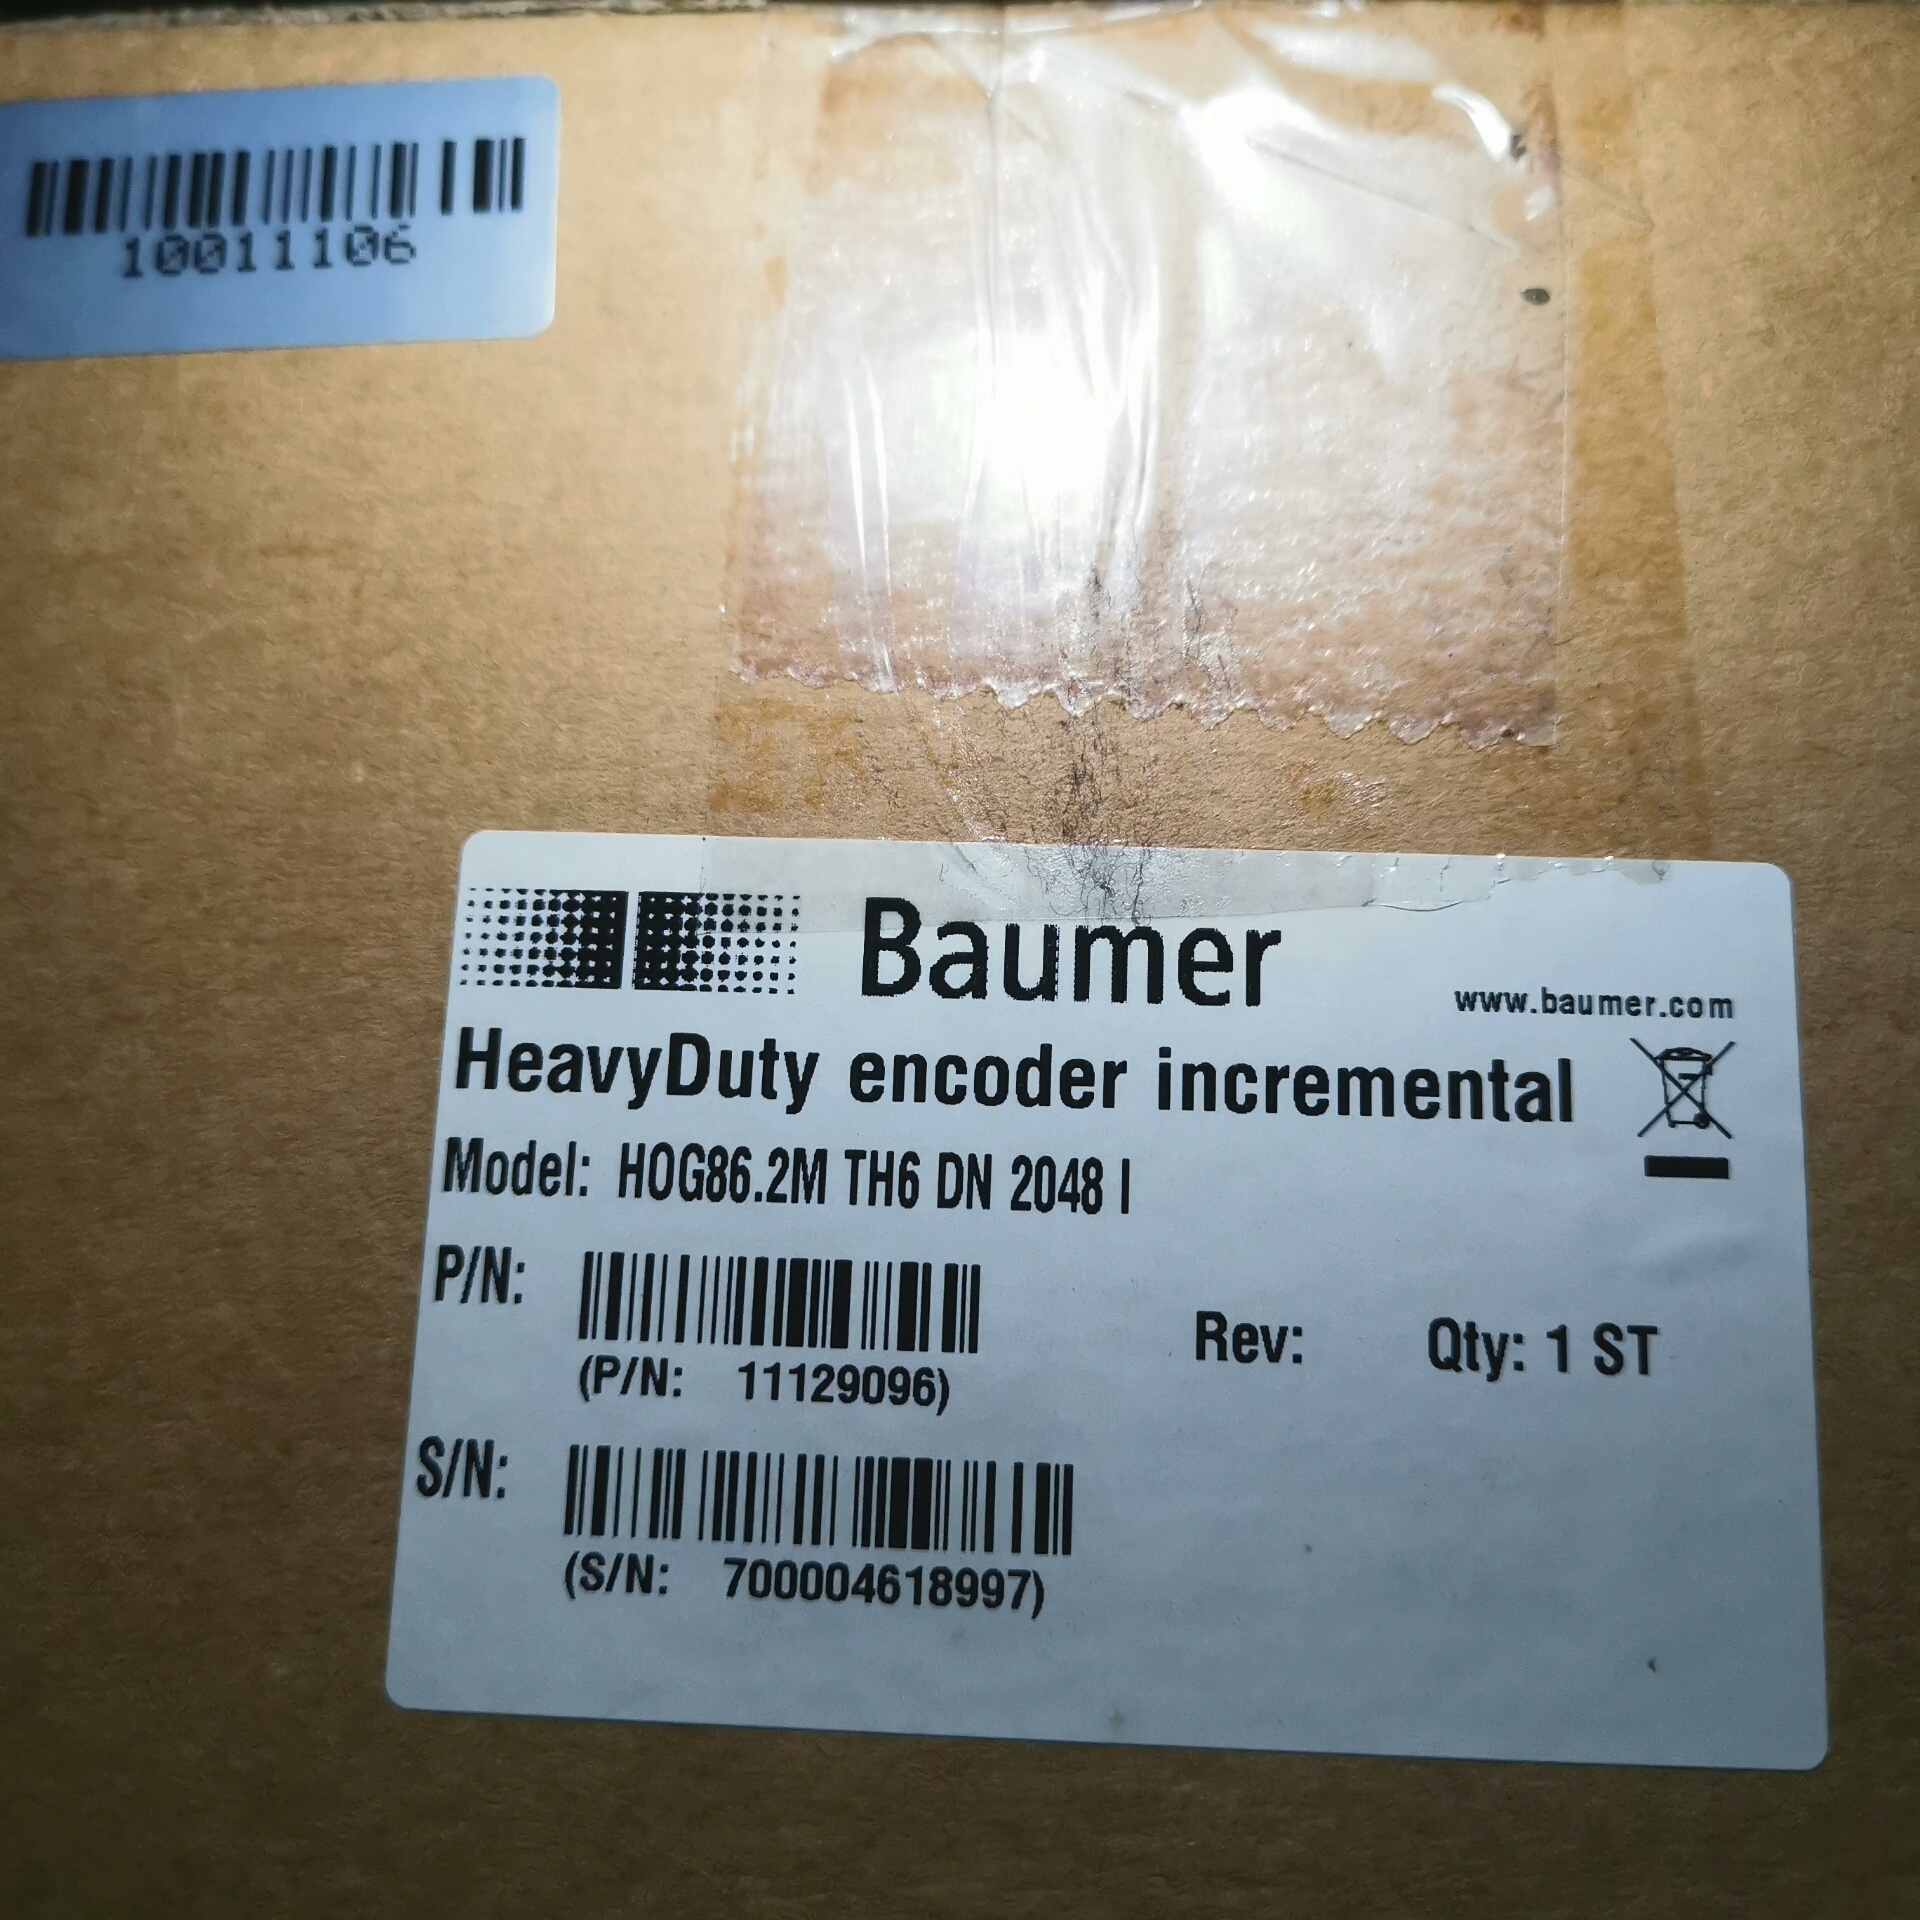 10011106
Baumer
www.baumer.com
HeavyDuty encoder incremental
Model: HOG86.2M TH6 DN 2048 I
P/N:
(P/N: 11129096)
Rev: Qty: 1 ST
S/N:
(S/N: 700004618997)